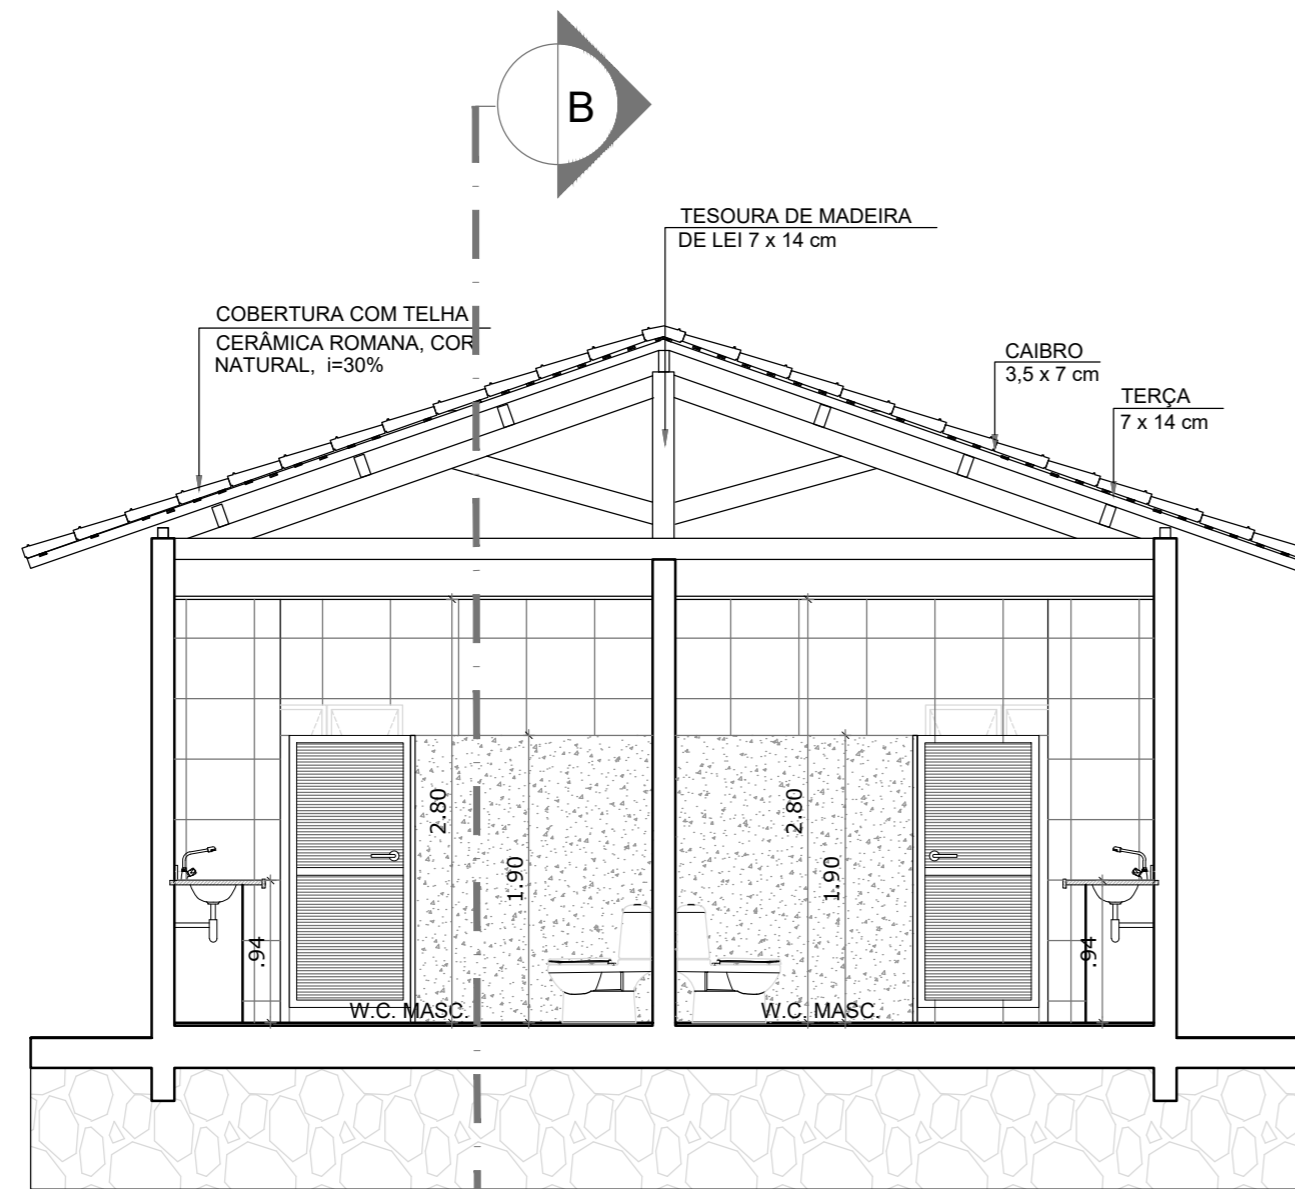 B
TESOURA DE MADEIRA
DE LEI 7 x 14 cm
COBERTURA COM TELHA
CERÂMICA ROMANA, COR
NATURAL, i=30%
CAIBRO
3,5 x 7 cm
TERÇA
7 x 14 cm
2.80
1.90
.94
W.C. MASC.
2.80
1.90
.94
W.C. MASC.